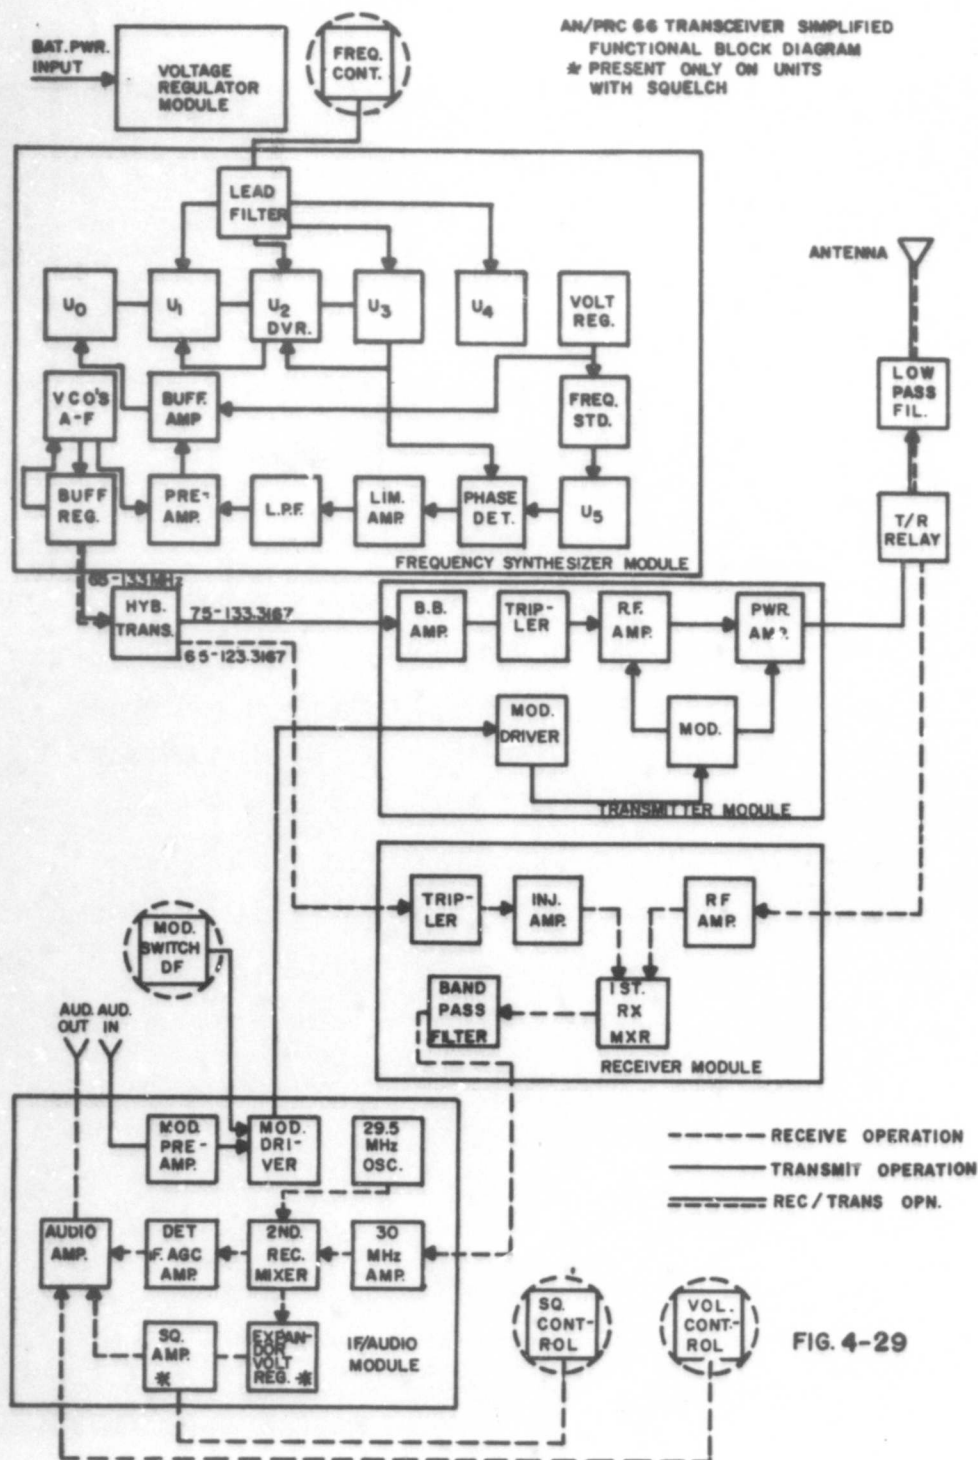 AN/PRC 66 TRANSCEIVER SIMPLIFIED
FUNCTIONAL BLOCK DIAGRAM
* PRESENT ONLY ON UNITS
WITH SQUELCH
BAT. PWR.
INPUT
VOLTAGE
REGULATOR
MODULE
FREQ.
CONT.
LEAD
FILTER
U0
U1
U2
DVR.
U3
U4
VOLT
REG.
VCO'S
A-F
BUFF.
AMP
FREQ.
STD.
BUFF
REG.
PRE-
AMP.
L.P.F.
LIM.
AMP.
PHASE
DET.
U5
FREQUENCY SYNTHESIZER MODULE
ANTENNA
LOW
PASS
FIL.
T/R
RELAY
65-133 MHz
HYB.
TRANS.
75-133.3167
65-123.3167
B.B.
AMP.
TRIP-
LER
R.F.
AMP.
PWR.
AMP.
MOD.
DRIVER
MOD.
TRANSMITTER MODULE
TRIP-
LER
INJ.
AMP.
RF
AMP.
BAND
PASS
FILTER
1ST.
RX
MXR
RECEIVER MODULE
MOD.
SWITCH
DF
AUD.
OUT
AUD.
IN
MOD.
PRE-
AMP.
MOD.
DRI-
VER
29.5
MHz
OSC.
AUDIO
AMP.
DET
IF. AGC
AMP.
2ND.
REC.
MIXER
30
MHz
AMP.
SQ.
AMP.
*
EXPAN-
DOR
VOLT
REG. *
IF/AUDIO
MODULE
RECEIVE OPERATION
TRANSMIT OPERATION
REC/TRANS OPN.
SQ.
CONT-
ROL
VOL.
CONT.-
ROL
FIG. 4-29